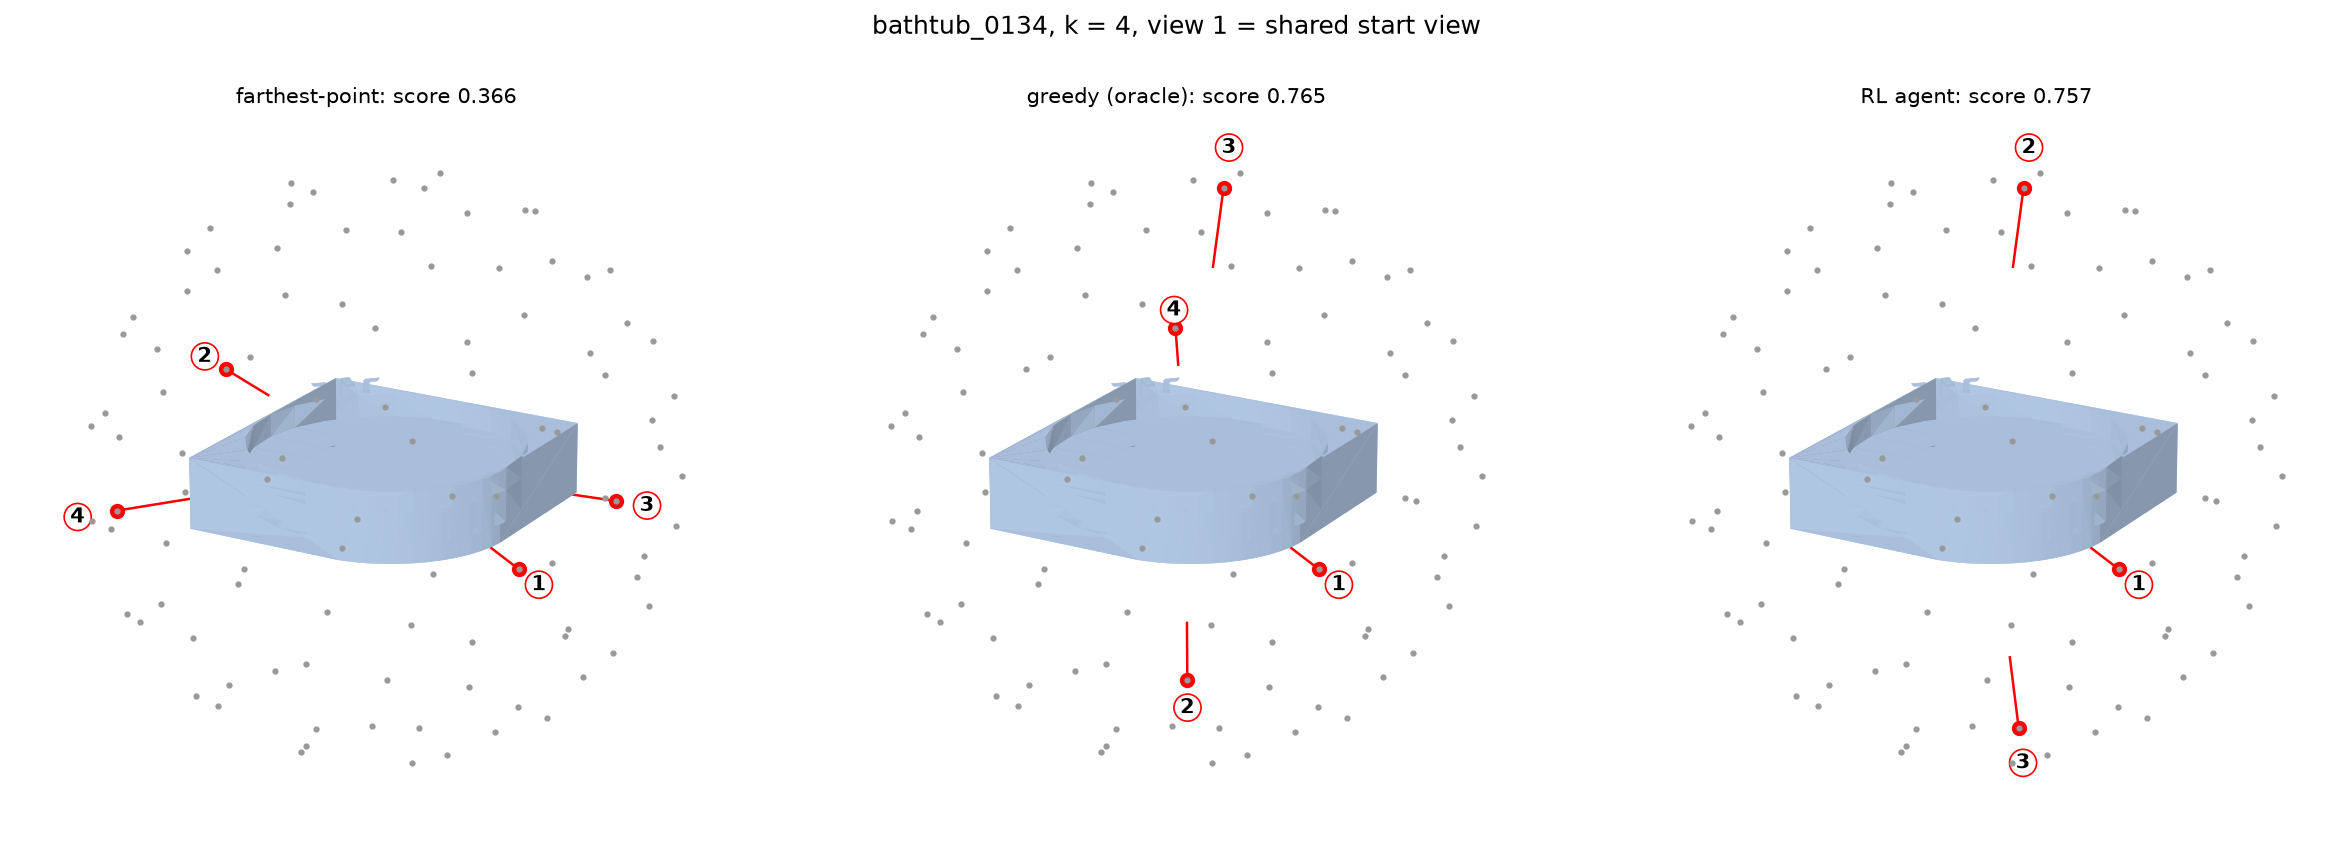 bathtub_0134, k = 4, view 1 = shared start view
farthest-point: score 0.366
2
4
3
1
greedy (oracle): score 0.765
3
4
1
2
RL agent: score 0.757
2
1
3